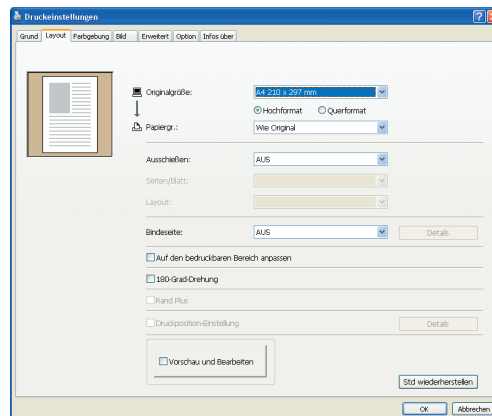 Druckeinstellungen
Grund Layout Farbgebung Bild Erweitert Option Infos über
Originalgröße: A4 210 x 297 mm
Hochformat Querformat
Papiergr.: Wie Original
Ausschießen: AUS
Seiten/Blatt:
Layout:
Bindeseite: AUS Details
Auf den bedruckbaren Bereich anpassen
180-Grad-Drehung
Rand Plus
Druckposition-Einstellung Details
Vorschau und Bearbeiten
Std wiederherstellen
OK Abbrechen